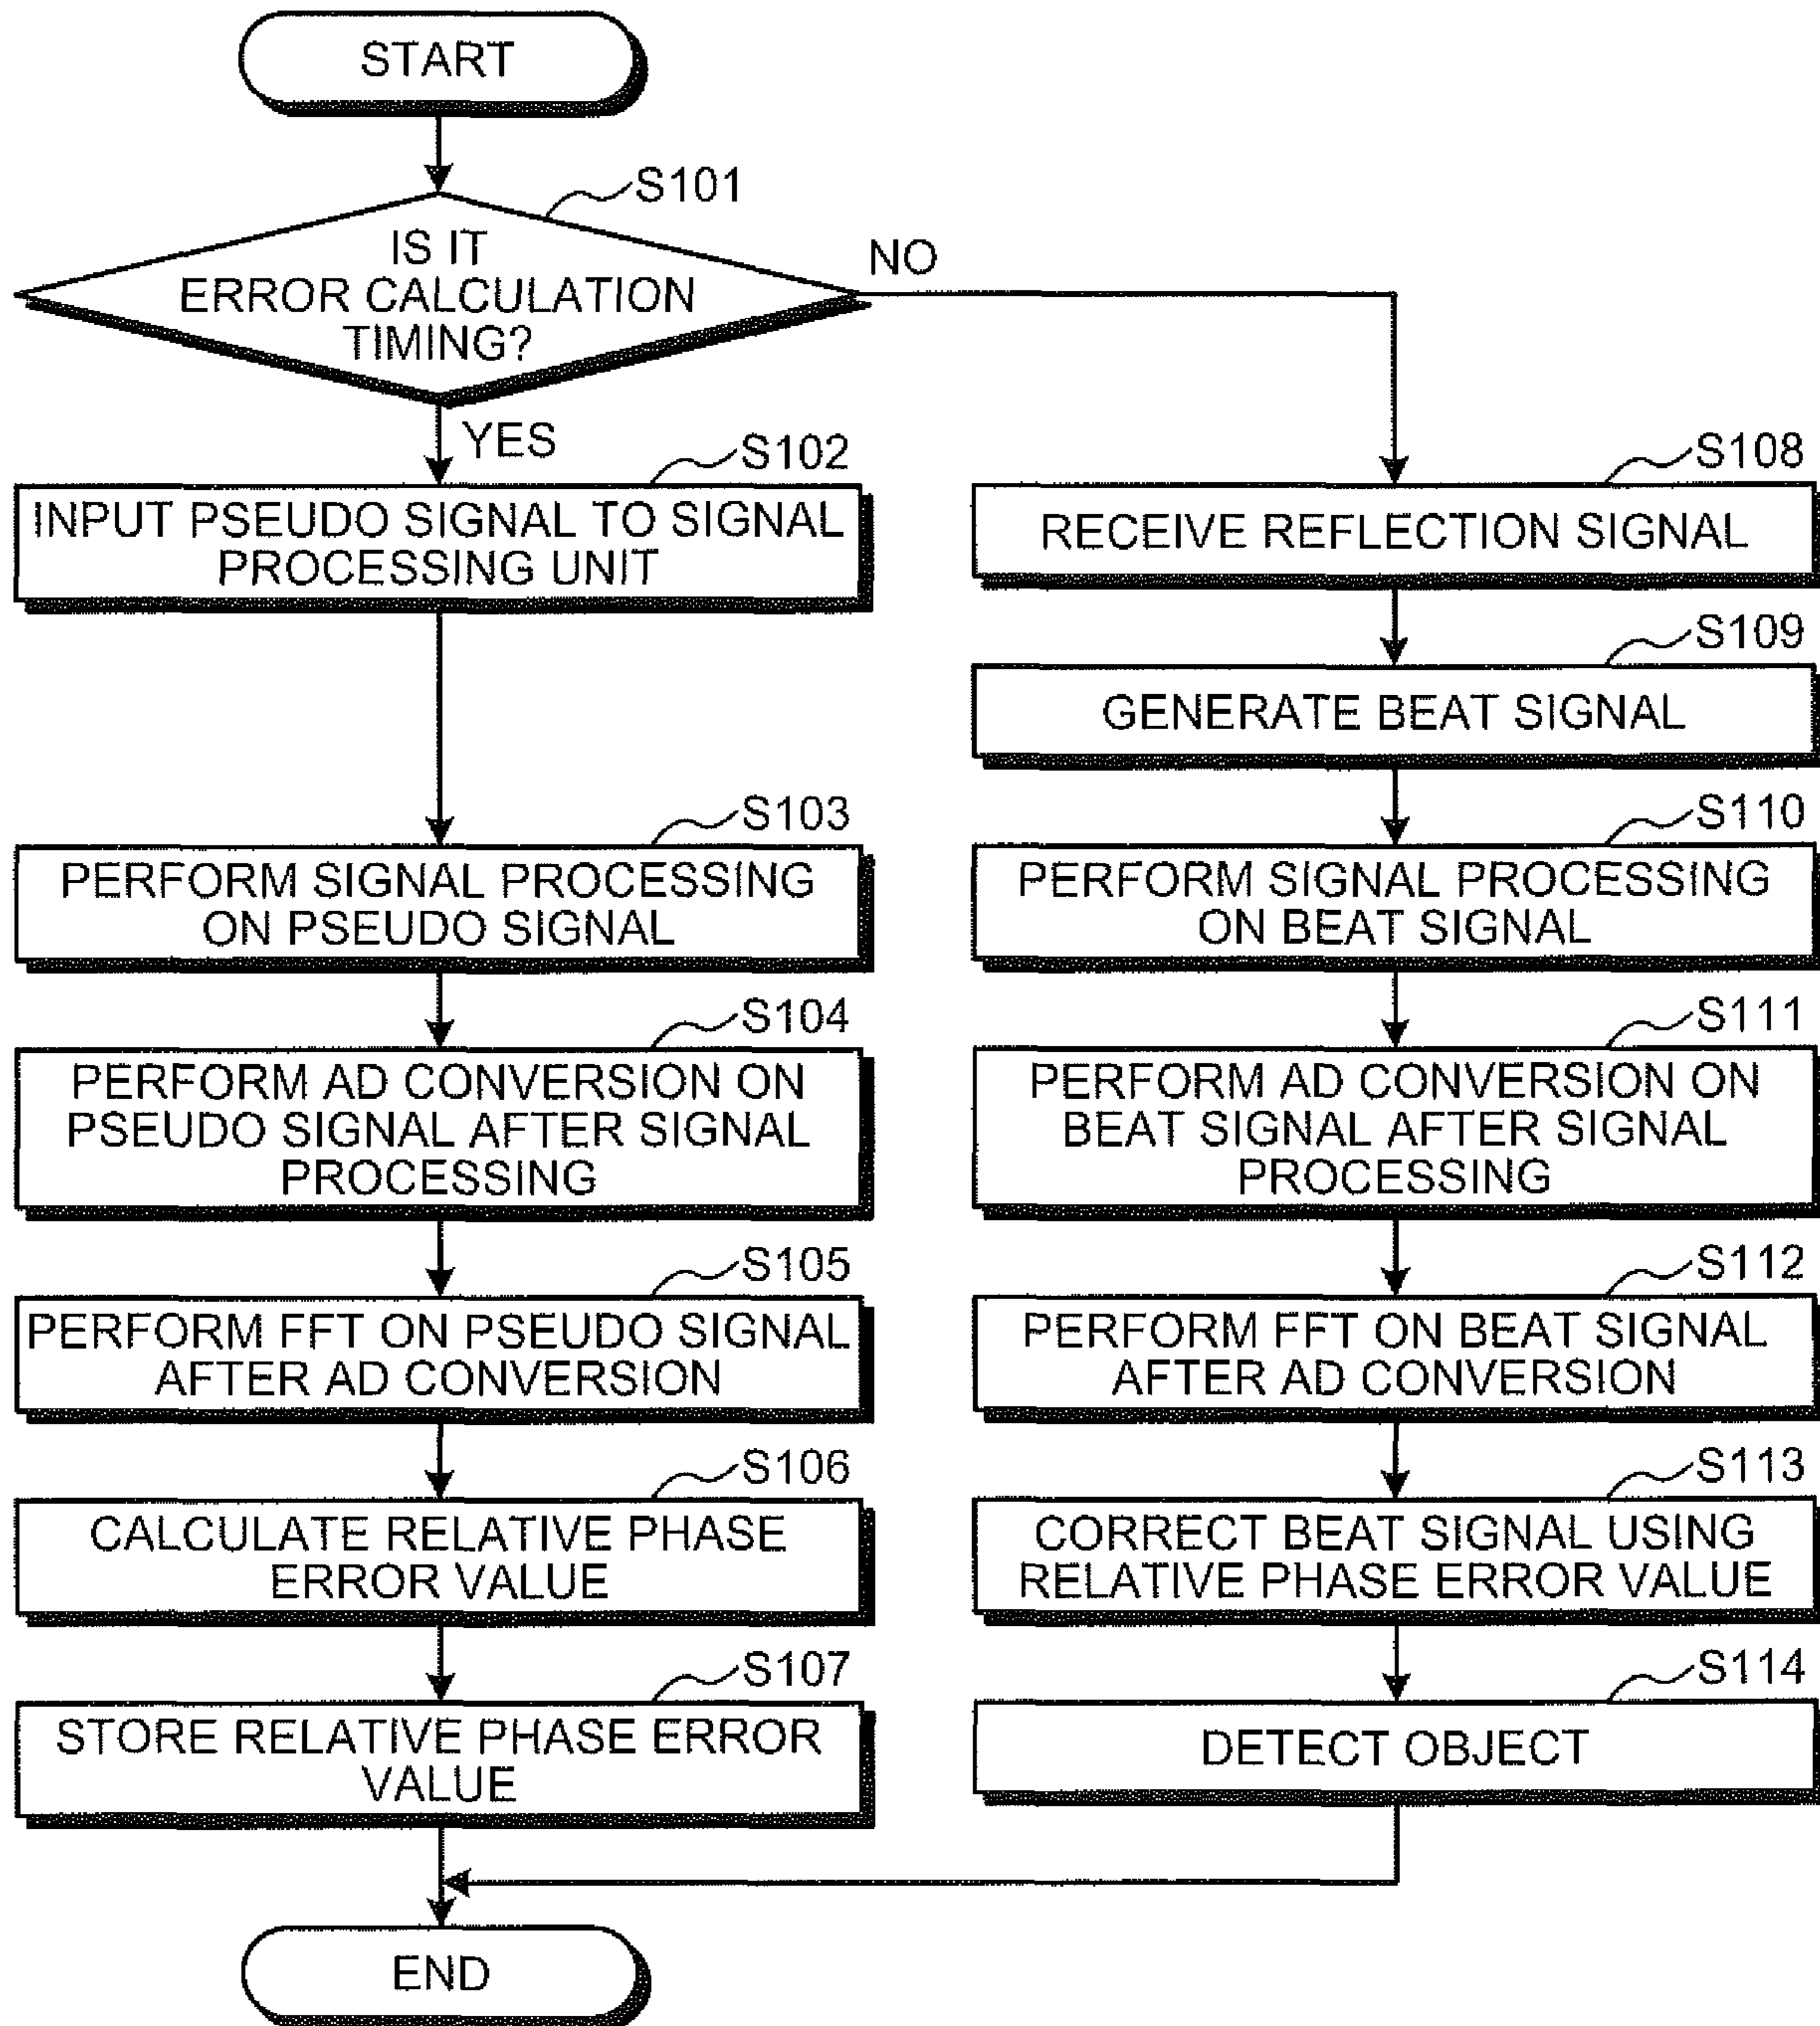 START
S101
IS IT
ERROR CALCULATION
TIMING?
NO
YES
S102
INPUT PSEUDO SIGNAL TO SIGNAL
PROCESSING UNIT
S103
PERFORM SIGNAL PROCESSING
ON PSEUDO SIGNAL
S104
PERFORM AD CONVERSION ON
PSEUDO SIGNAL AFTER SIGNAL
PROCESSING
S105
PERFORM FFT ON PSEUDO SIGNAL
AFTER AD CONVERSION
S106
CALCULATE RELATIVE PHASE
ERROR VALUE
S107
STORE RELATIVE PHASE ERROR
VALUE
S108
RECEIVE REFLECTION SIGNAL
S109
GENERATE BEAT SIGNAL
S110
PERFORM SIGNAL PROCESSING
ON BEAT SIGNAL
S111
PERFORM AD CONVERSION ON
BEAT SIGNAL AFTER SIGNAL
PROCESSING
S112
PERFORM FFT ON BEAT SIGNAL
AFTER AD CONVERSION
S113
CORRECT BEAT SIGNAL USING
RELATIVE PHASE ERROR VALUE
S114
DETECT OBJECT
END